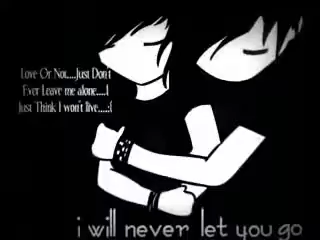 Love Or Not....Just Don't
Ever Leave me alone....!
Just Think I won't live....:(
i will never let you go